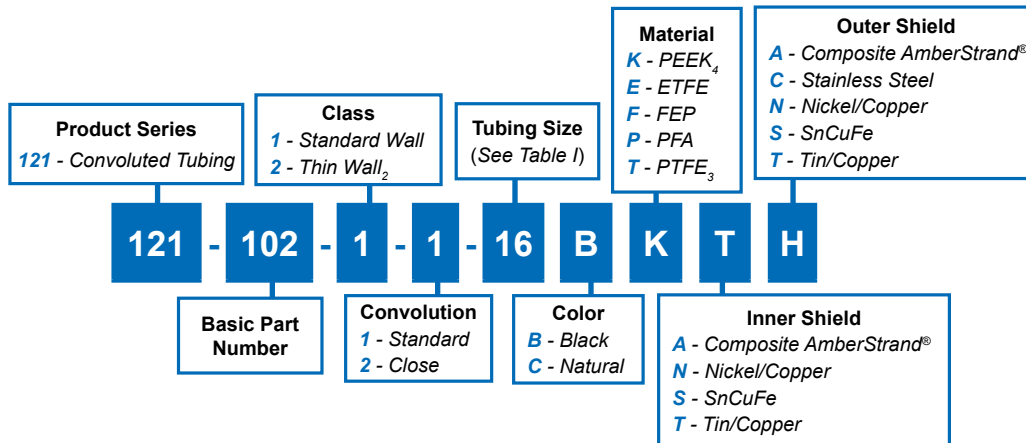 Product Series
121 - Convoluted Tubing
Class
1 - Standard Wall
2 - Thin Wall2
Tubing Size
(See Table I)
Material
K - PEEK4
E - ETFE
F - FEP
P - PFA
T - PTFE3
Outer Shield
A - Composite AmberStrand®
C - Stainless Steel
N - Nickel/Copper
S - SnCuFe
T - Tin/Copper
121 - 102 - 1 - 1 - 16 B K T H
Basic Part
Number
Convolution
1 - Standard
2 - Close
Color
B - Black
C - Natural
Inner Shield
A - Composite AmberStrand®
N - Nickel/Copper
S - SnCuFe
T - Tin/Copper